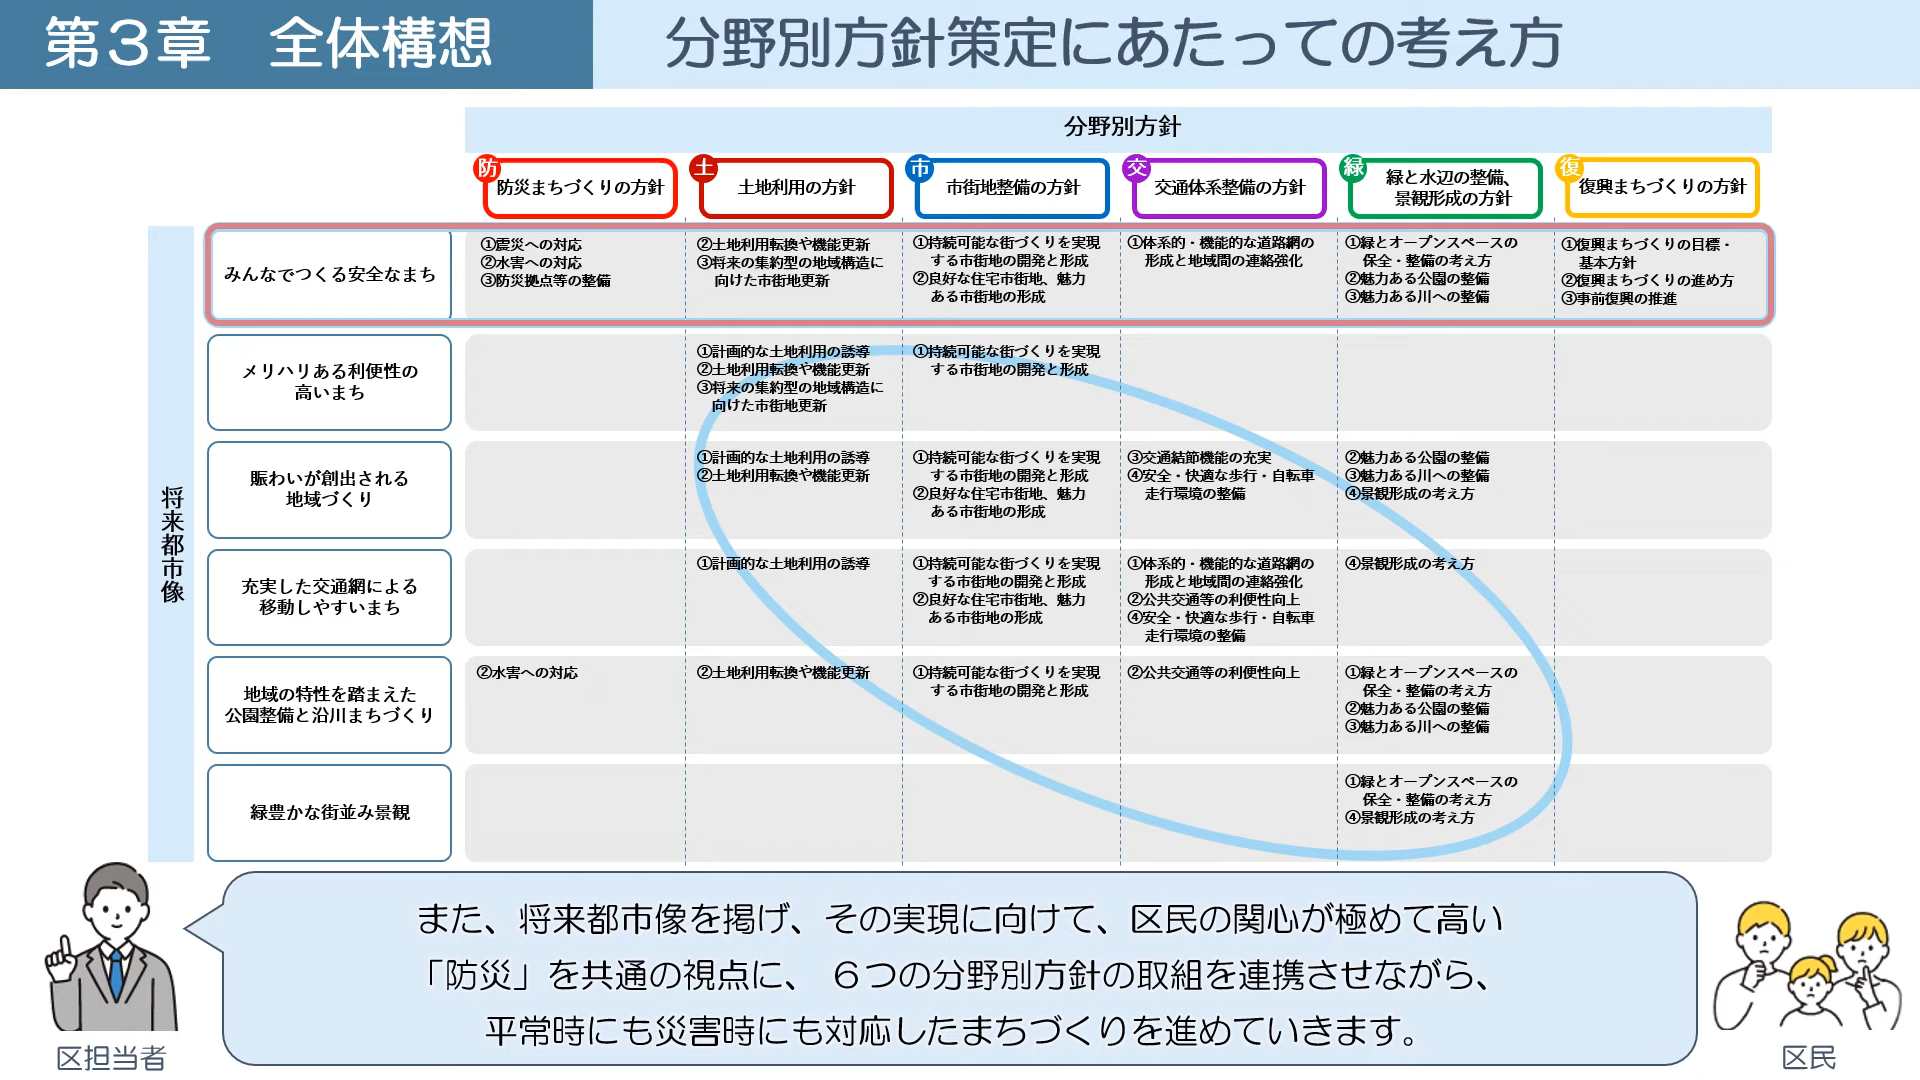 第３章　全体構想
分野別方針策定にあたっての考え方
分野別方針
防
防災まちづくりの方針
土
土地利用の方針
市
市街地整備の方針
交
交通体系整備の方針
緑
緑と水辺の整備、
景観形成の方針
復
復興まちづくりの方針
将来都市像
みんなでつくる安全なまち
①震災への対応
②水害への対応
③防災拠点等の整備
②土地利用転換や機能更新
③将来の集約型の地域構造に
向けた市街地更新
①持続可能な街づくりを実現
する市街地の開発と形成
②良好な住宅市街地、魅力
ある市街地の形成
①体系的・機能的な道路網の
形成と地域間の連絡強化
①緑とオープンスペースの
保全・整備の考え方
②魅力ある公園の整備
③魅力ある川への整備
①復興まちづくりの目標・
基本方針
②復興まちづくりの進め方
③事前復興の推進
メリハリある利便性の
高いまち
①計画的な土地利用の誘導
②土地利用転換や機能更新
③将来の集約型の地域構造に
向けた市街地更新
①持続可能な街づくりを実現
する市街地の開発と形成
賑わいが創出される
地域づくり
①計画的な土地利用の誘導
②土地利用転換や機能更新
①持続可能な街づくりを実現
する市街地の開発と形成
②良好な住宅市街地、魅力
ある市街地の形成
③交通結節機能の充実
④安全・快適な歩行・自転車
走行環境の整備
②魅力ある公園の整備
③魅力ある川への整備
④景観形成の考え方
充実した交通網による
移動しやすいまち
①計画的な土地利用の誘導
①持続可能な街づくりを実現
する市街地の開発と形成
②良好な住宅市街地、魅力
ある市街地の形成
①体系的・機能的な道路網の
形成と地域間の連絡強化
②公共交通等の利便性向上
④安全・快適な歩行・自転車
走行環境の整備
④景観形成の考え方
地域の特性を踏まえた
公園整備と沿川まちづくり
②水害への対応
②土地利用転換や機能更新
①持続可能な街づくりを実現
する市街地の開発と形成
②公共交通等の利便性向上
①緑とオープンスペースの
保全・整備の考え方
②魅力ある公園の整備
③魅力ある川への整備
緑豊かな街並み景観
①緑とオープンスペースの
保全・整備の考え方
④景観形成の考え方
また、将来都市像を掲げ、その実現に向けて、区民の関心が極めて高い
「防災」を共通の視点に、６つの分野別方針の取組を連携させながら、
平常時にも災害時にも対応したまちづくりを進めていきます。
区担当者
区民